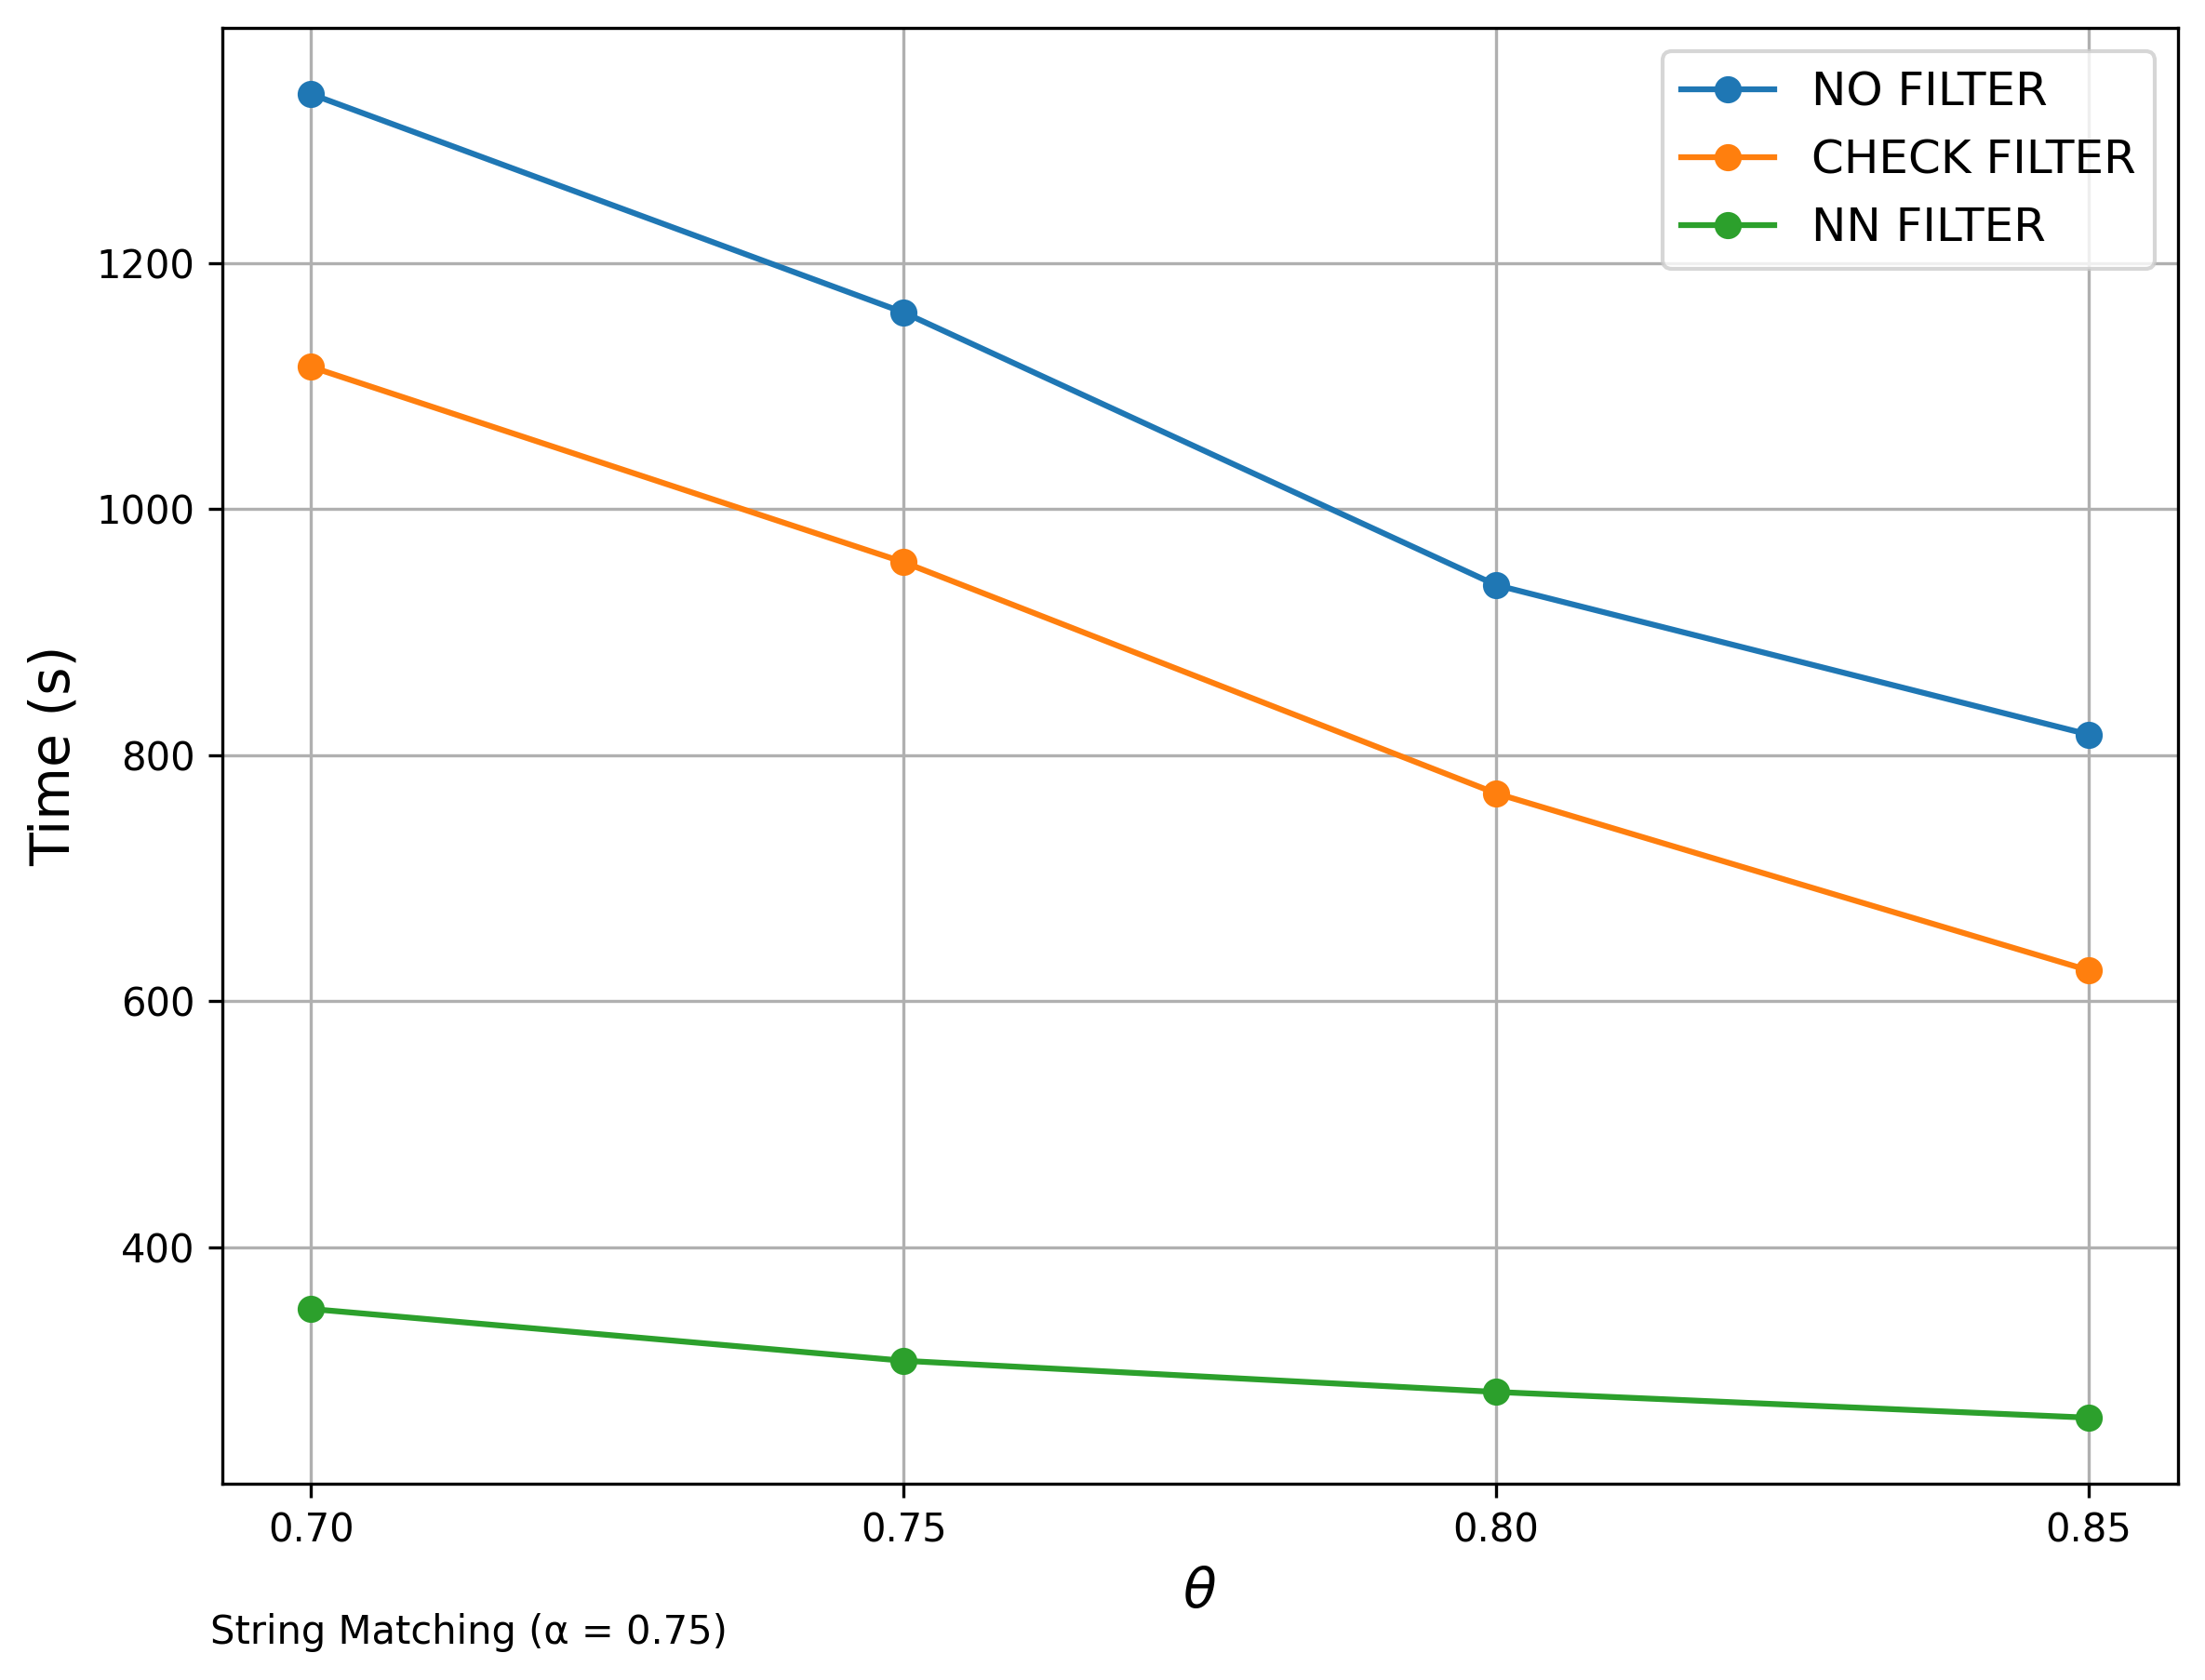 NO FILTER
CHECK FILTER
NN FILTER
1200
1000
800
600
400
Time (s)
0.70 0.75 0.80 0.85
θ
String Matching (α = 0.75)